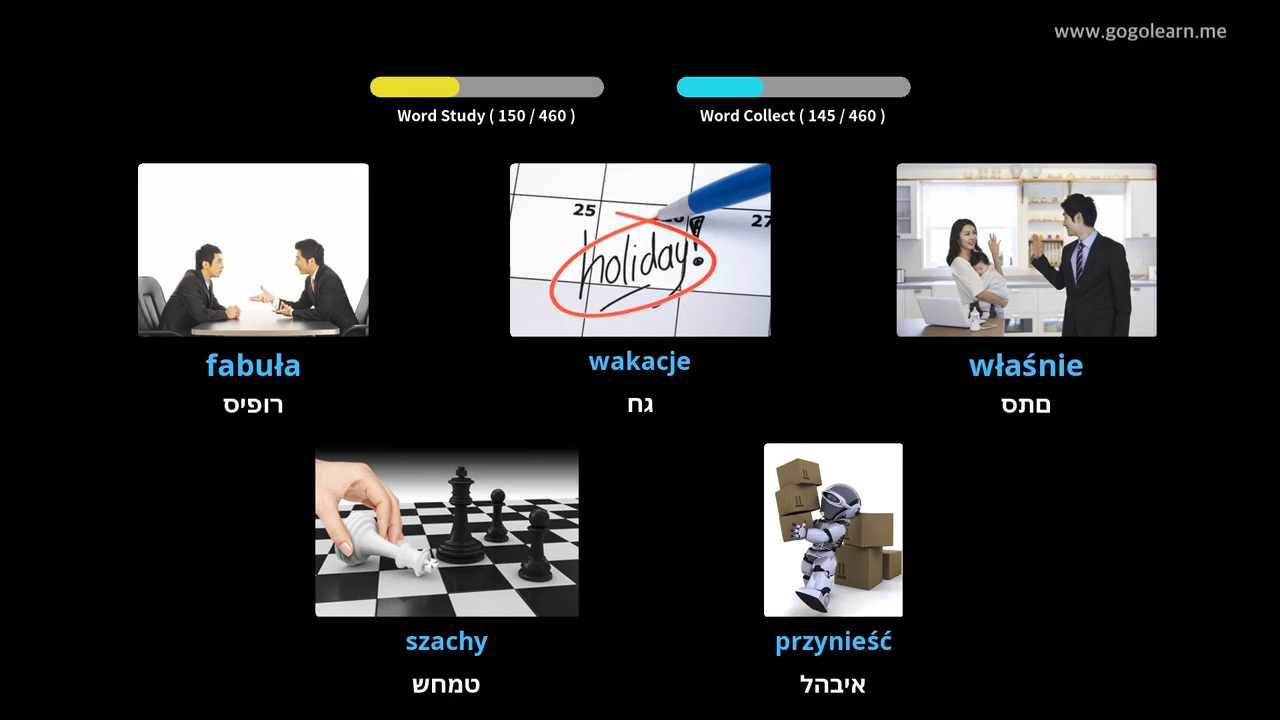 www.gogolearn.me
Word Study ( 150 / 460 )
Word Collect ( 145 / 460 )
25
26
27
holiday!
fabuła
wakacje
właśnie
רופיס
גח
םתס
szachy
przynieść
טמחש
איבהל